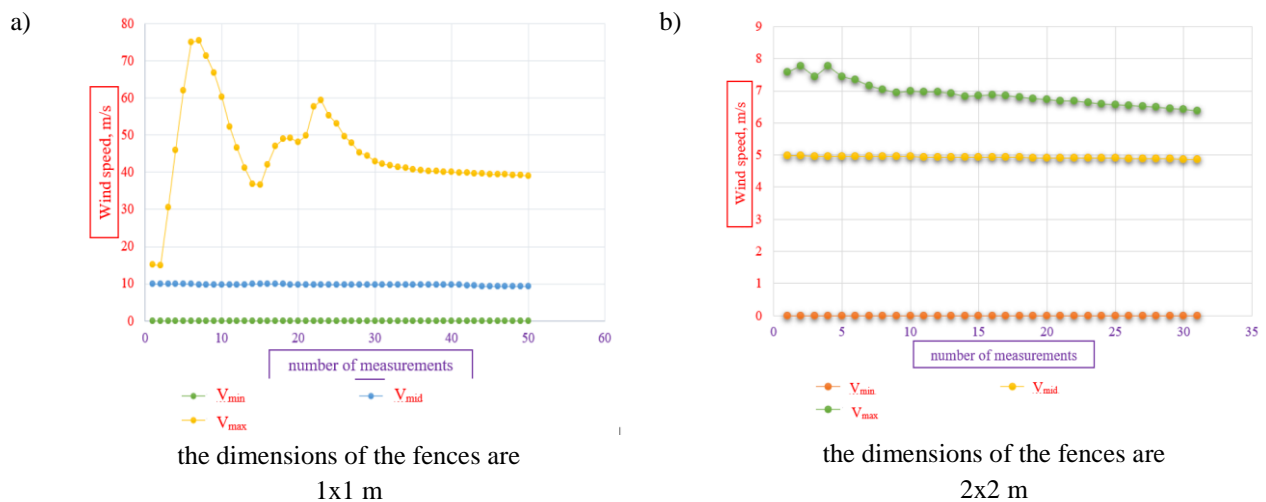 a)
80
70
60
50
40
30
20
10
0
Wind speed, m/s
0 10 20 30 40 50 60
number of measurements
Vmin Vmid
Vmax
the dimensions of the fences are
1x1 m
b)
9
8
7
6
5
4
3
2
1
0
Wind speed, m/s
0 5 10 15 20 25 30 35
number of measurements
Vmin Vmid
Vmax
the dimensions of the fences are
2x2 m